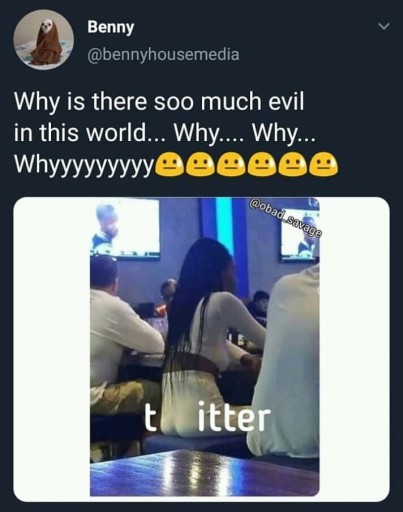 Benny
@bennyhousemedia
Why is there soo much evil
in this world... Why.... Why...
Whyyyyyyyyy😐😐😐😐😐😐
@obad_savage
t itter